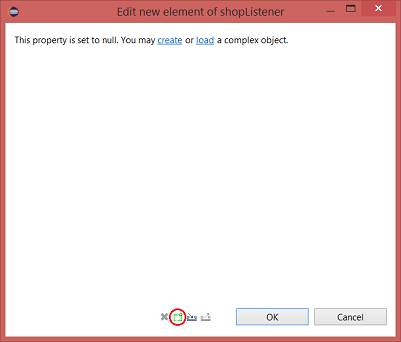 Edit new element of shopListener
This property is set to null. You may create or load a complex object.
OK Cancel